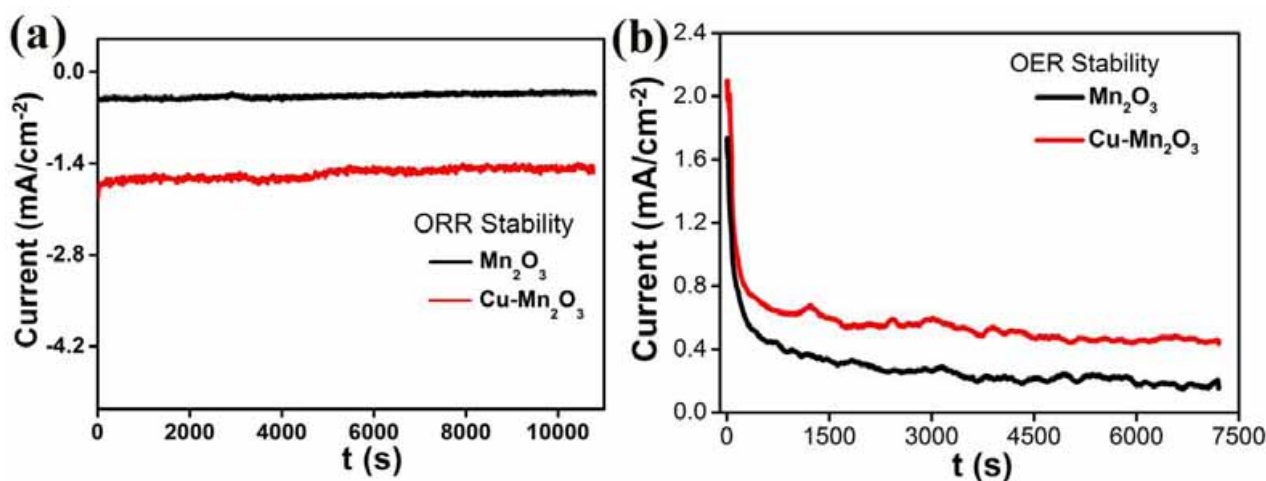 (a)
0.0
-1.4
-2.8
-4.2
Current (mA/cm⁻²)
ORR Stability
Mn₂O₃
Cu-Mn₂O₃
0 2000 4000 6000 8000 10000
t (s)
(b)
2.4
2.0
1.6
1.2
0.8
0.4
0.0
Current (mA/cm⁻²)
OER Stability
Mn₂O₃
Cu-Mn₂O₃
0 1500 3000 4500 6000 7500
t (s)